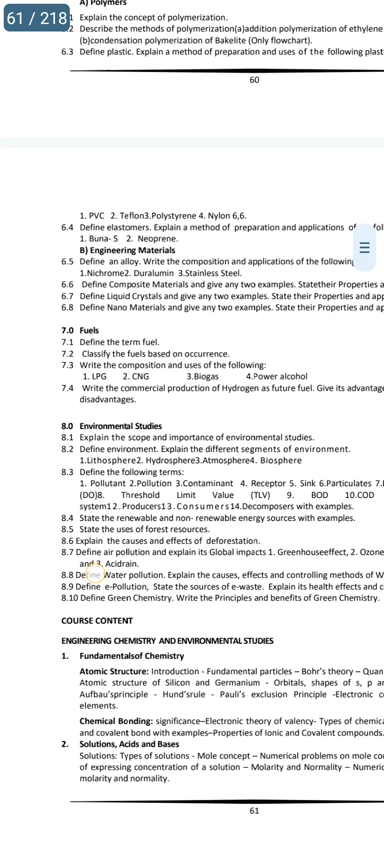 A) Polymers
61 / 218
1 Explain the concept of polymerization.
.2 Describe the methods of polymerization(a)addition polymerization of ethylene
(b)condensation polymerization of Bakelite (Only flowchart).
6.3 Define plastic. Explain a method of preparation and uses of the following plast
60
1. PVC 2. Teflon3.Polystyrene 4. Nylon 6,6.
6.4 Define elastomers. Explain a method of preparation and applications of fol
1. Buna- S 2. Neoprene.
B) Engineering Materials
6.5 Define an alloy. Write the composition and applications of the following
1.Nichrome2. Duralumin 3.Stainless Steel.
6.6 Define Composite Materials and give any two examples. Statetheir Properties a
6.7 Define Liquid Crystals and give any two examples. State their Properties and app
6.8 Define Nano Materials and give any two examples. State their Properties and ap
7.0 Fuels
7.1 Define the term fuel.
7.2 Classify the fuels based on occurrence.
7.3 Write the composition and uses of the following:
1. LPG 2. CNG 3.Biogas 4.Power alcohol
7.4 Write the commercial production of Hydrogen as future fuel. Give its advantage
disadvantages.
8.0 Environmental Studies
8.1 Explain the scope and importance of environmental studies.
8.2 Define environment. Explain the different segments of environment.
1.Lithosphere2. Hydrosphere3.Atmosphere4. Biosphere
8.3 Define the following terms:
1. Pollutant 2.Pollution 3.Contaminant 4. Receptor 5. Sink 6.Particulates 7.
(DO)8. Threshold Limit Value (TLV) 9. BOD 10.COD
system12.Producers13.Consumers14.Decomposers with examples.
8.4 State the renewable and non- renewable energy sources with examples.
8.5 State the uses of forest resources.
8.6 Explain the causes and effects of deforestation.
8.7 Define air pollution and explain its Global impacts 1. Greenhouseeffect, 2. Ozone
and 3. Acidrain.
8.8 Define Water pollution. Explain the causes, effects and controlling methods of W
8.9 Define e-Pollution, State the sources of e-waste. Explain its health effects and c
8.10 Define Green Chemistry. Write the Principles and benefits of Green Chemistry.
COURSE CONTENT
ENGINEERING CHEMISTRY AND ENVIRONMENTAL STUDIES
1. Fundamentalsof Chemistry
Atomic Structure: Introduction - Fundamental particles – Bohr's theory – Quan
Atomic structure of Silicon and Germanium - Orbitals, shapes of s, p an
Aufbau'sprinciple - Hund'srule - Pauli's exclusion Principle -Electronic c
elements.
Chemical Bonding: significance–Electronic theory of valency- Types of chemica
and covalent bond with examples–Properties of Ionic and Covalent compounds.
2. Solutions, Acids and Bases
Solutions: Types of solutions - Mole concept – Numerical problems on mole con
of expressing concentration of a solution – Molarity and Normality – Numeric
molarity and normality.
61